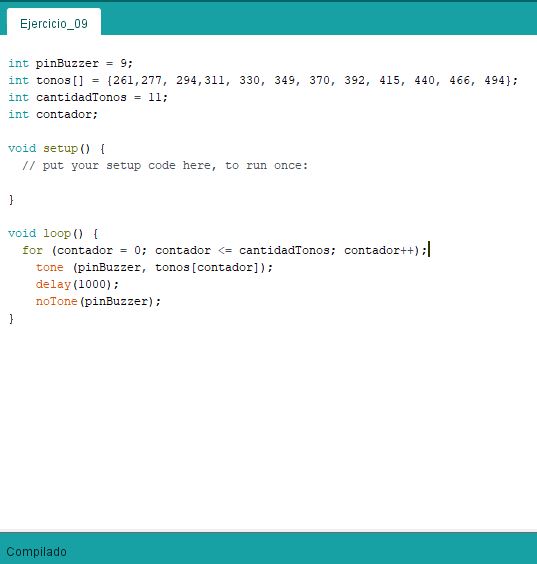 Ejercicio_09
int pinBuzzer = 9;
int tonos[] = {261,277, 294,311, 330, 349, 370, 392, 415, 440, 466, 494};
int cantidadTonos = 11;
int contador;
void setup() {
// put your setup code here, to run once:
}
void loop() {
for (contador = 0; contador <= cantidadTonos; contador++);
tone (pinBuzzer, tonos[contador]);
delay(1000);
noTone(pinBuzzer);
}
Compilado